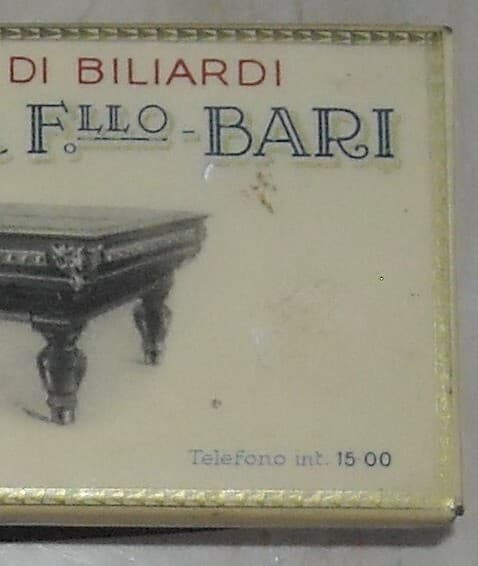 DI BILIARDI
F.LLO - BARI
Telefono int. 15-00